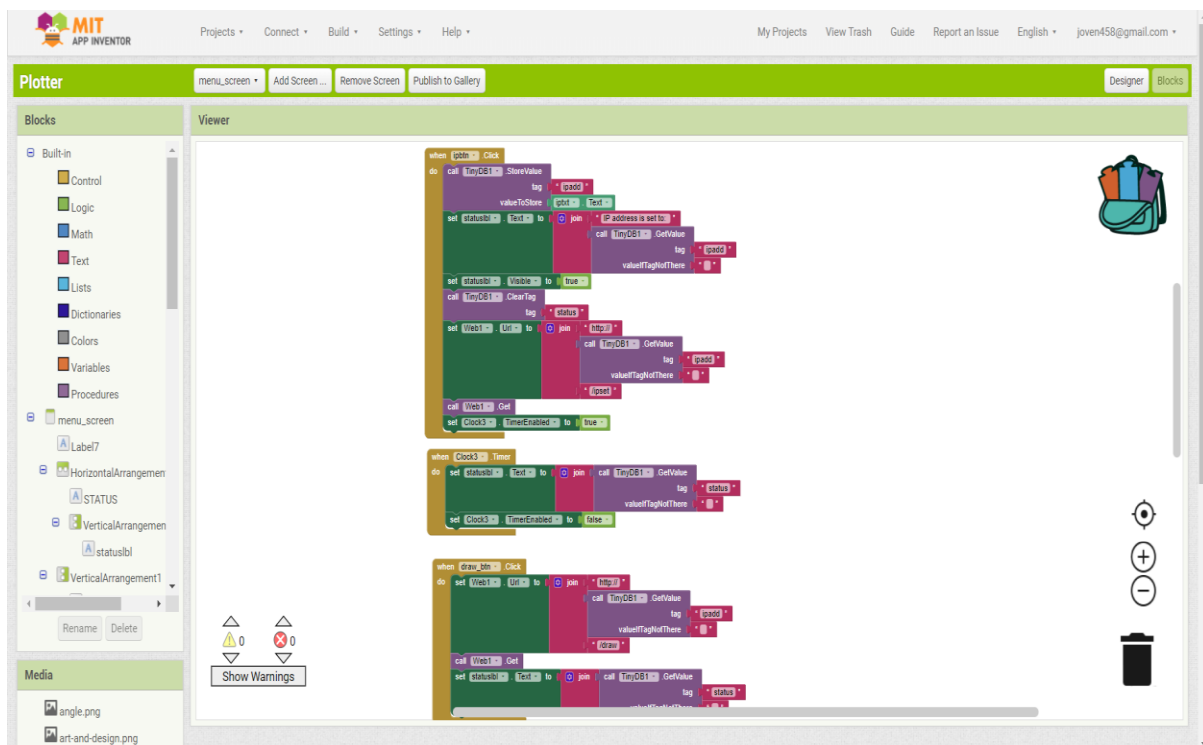 MIT
APP INVENTOR
Projects Connect Build Settings Help My Projects View Trash Guide Report an Issue English joven458@gmail.com
Plotter menu_screen Add Screen ... Remove Screen Publish to Gallery Designer Blocks
Blocks Viewer
Built-in
Control
Logic
Math
Text
Lists
Dictionaries
Colors
Variables
Procedures
menu_screen
Label7
HorizontalArrangemen
STATUS
VerticalArrangemen
statuslbl
VerticalArrangement1
Rename Delete
Media
angle.png
art-and-design.png
when ipbtn . Click
do call TinyDB1 . StoreValue
tag " ipadd "
valueToStore iptxt . Text
set statuslbl . Text to join " IP address is set to: "
call TinyDB1 . GetValue
tag " ipadd "
valueIfTagNotThere " "
set statuslbl . Visible to true
call TinyDB1 . ClearTag
tag " status "
set Web1 . Url to join " http:// "
call TinyDB1 . GetValue
tag " ipadd "
valueIfTagNotThere " "
" /ipset "
call Web1 . Get
set Clock3 . TimerEnabled to true
when Clock3 . Timer
do set statuslbl . Text to join call TinyDB1 . GetValue
tag " status "
valueIfTagNotThere " "
set Clock3 . TimerEnabled to false
when draw_btn . Click
do set Web1 . Url to join " http:// "
call TinyDB1 . GetValue
tag " ipadd "
valueIfTagNotThere " "
" /draw "
call Web1 . Get
set statuslbl . Text to join call TinyDB1 . GetValue
tag " status "
0 0
Show Warnings